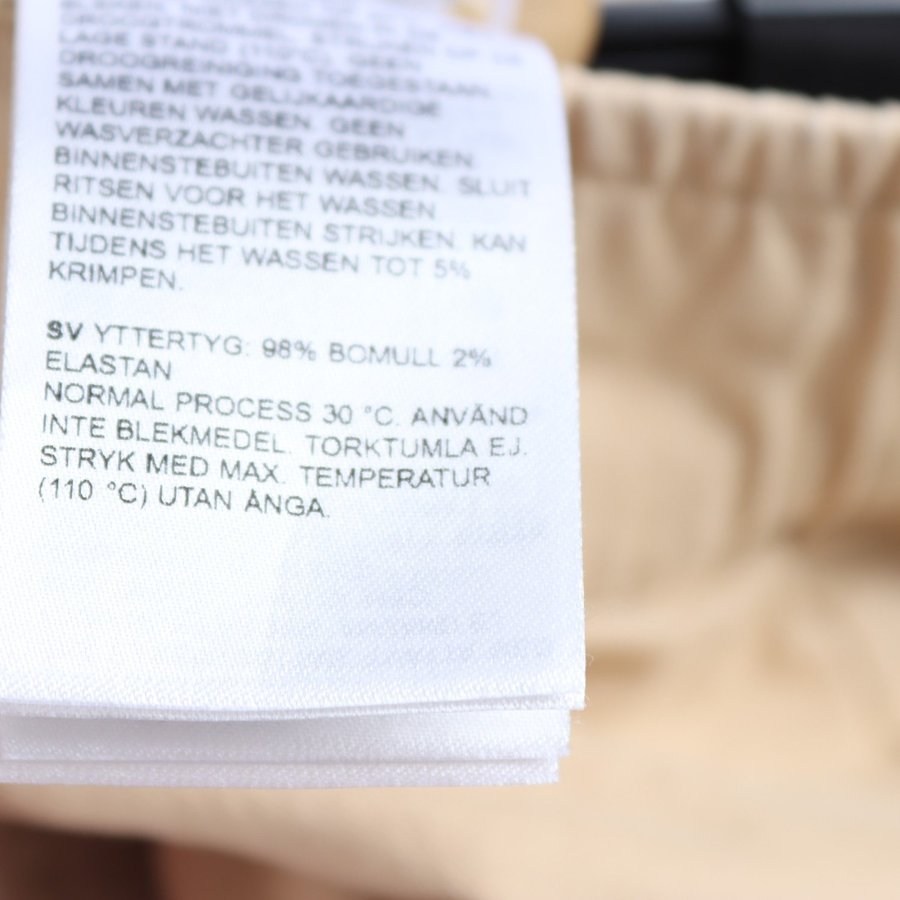 LAGE STAND (110°C). GEEN
DROOGREINIGING TOEGESTAAN.
SAMEN MET GELIJKAARDIGE
KLEUREN WASSEN. GEEN
WASVERZACHTER GEBRUIKEN.
BINNENSTEBUITEN WASSEN. SLUIT
RITSEN VOOR HET WASSEN.
BINNENSTEBUITEN STRIJKEN. KAN
TIJDENS HET WASSEN TOT 5%
KRIMPEN.
SV YTTERTYG: 98% BOMULL 2%
ELASTAN
NORMAL PROCESS 30 °C. ANVÄND
INTE BLEKMEDEL. TORKTUMLA EJ.
STRYK MED MAX. TEMPERATUR
(110 °C) UTAN ÅNGA.